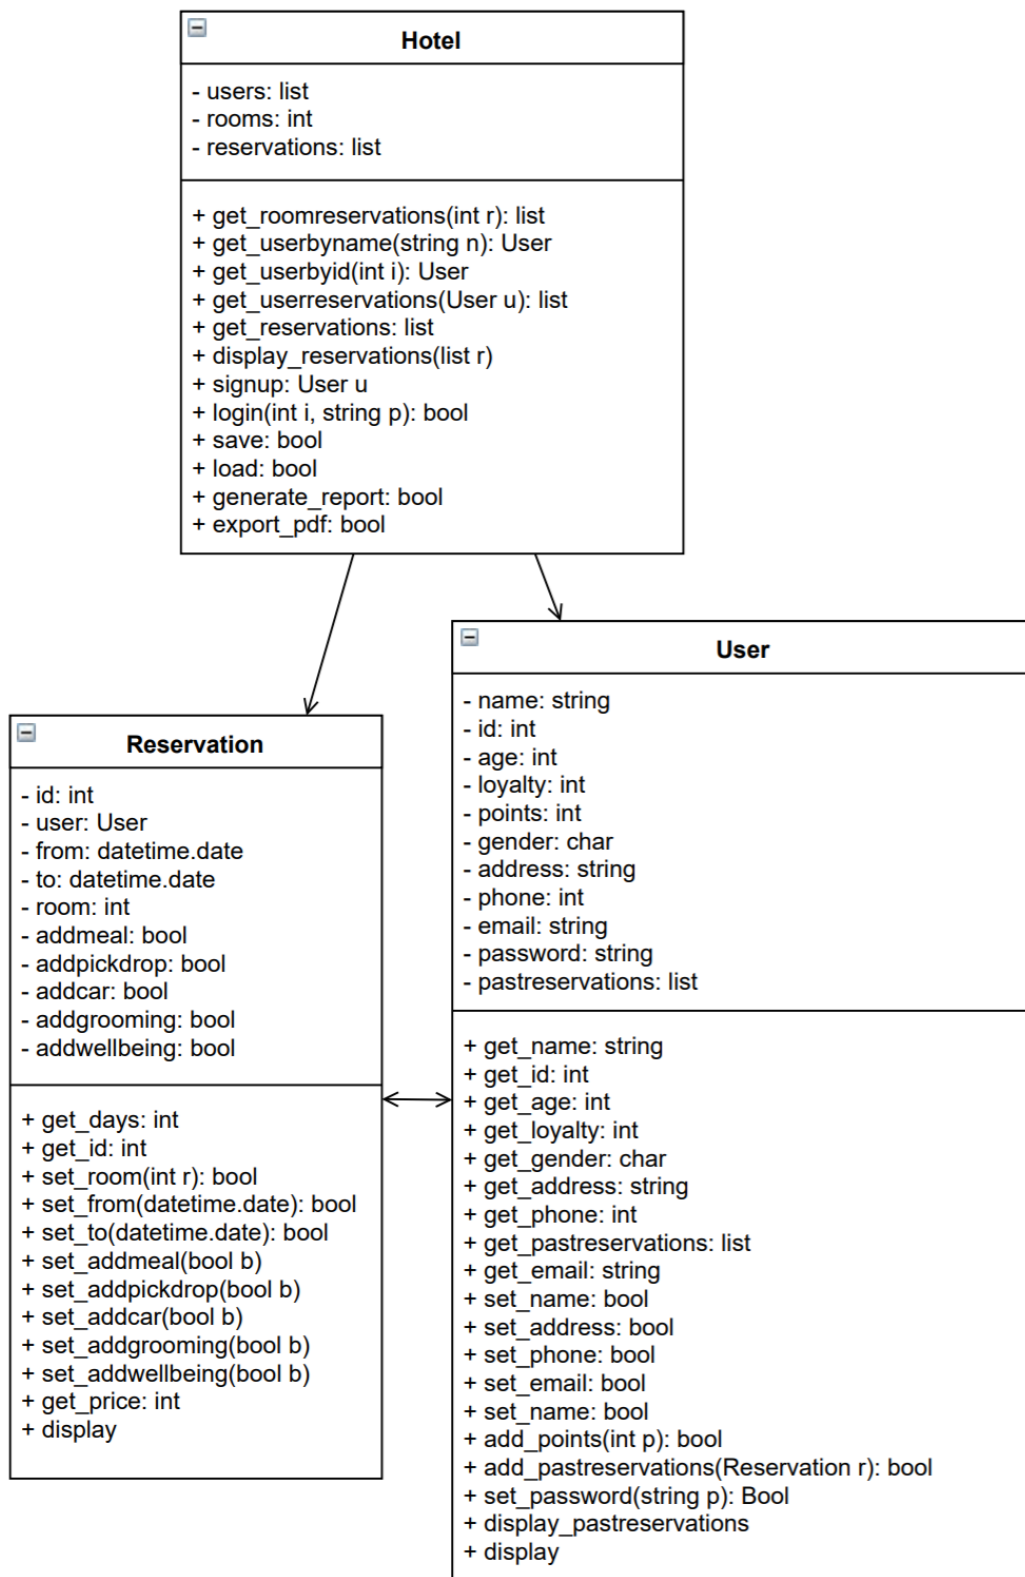 Hotel
- users: list
- rooms: int
- reservations: list
+ get_roomreservations(int r): list
+ get_userbyname(string n): User
+ get_userbyid(int i): User
+ get_userreservations(User u): list
+ get_reservations: list
+ display_reservations(list r)
+ signup: User u
+ login(int i, string p): bool
+ save: bool
+ load: bool
+ generate_report: bool
+ export_pdf: bool
Reservation
- id: int
- user: User
- from: datetime.date
- to: datetime.date
- room: int
- addmeal: bool
- addpickdrop: bool
- addcar: bool
- addgrooming: bool
- addwellbeing: bool
+ get_days: int
+ get_id: int
+ set_room(int r): bool
+ set_from(datetime.date): bool
+ set_to(datetime.date): bool
+ set_addmeal(bool b)
+ set_addpickdrop(bool b)
+ set_addcar(bool b)
+ set_addgrooming(bool b)
+ set_addwellbeing(bool b)
+ get_price: int
+ display
User
- name: string
- id: int
- age: int
- loyalty: int
- points: int
- gender: char
- address: string
- phone: int
- email: string
- password: string
- pastreservations: list
+ get_name: string
+ get_id: int
+ get_age: int
+ get_loyalty: int
+ get_gender: char
+ get_address: string
+ get_phone: int
+ get_pastreservations: list
+ get_email: string
+ set_name: bool
+ set_address: bool
+ set_phone: bool
+ set_email: bool
+ set_name: bool
+ add_points(int p): bool
+ add_pastreservations(Reservation r): bool
+ set_password(string p): Bool
+ display_pastreservations
+ display